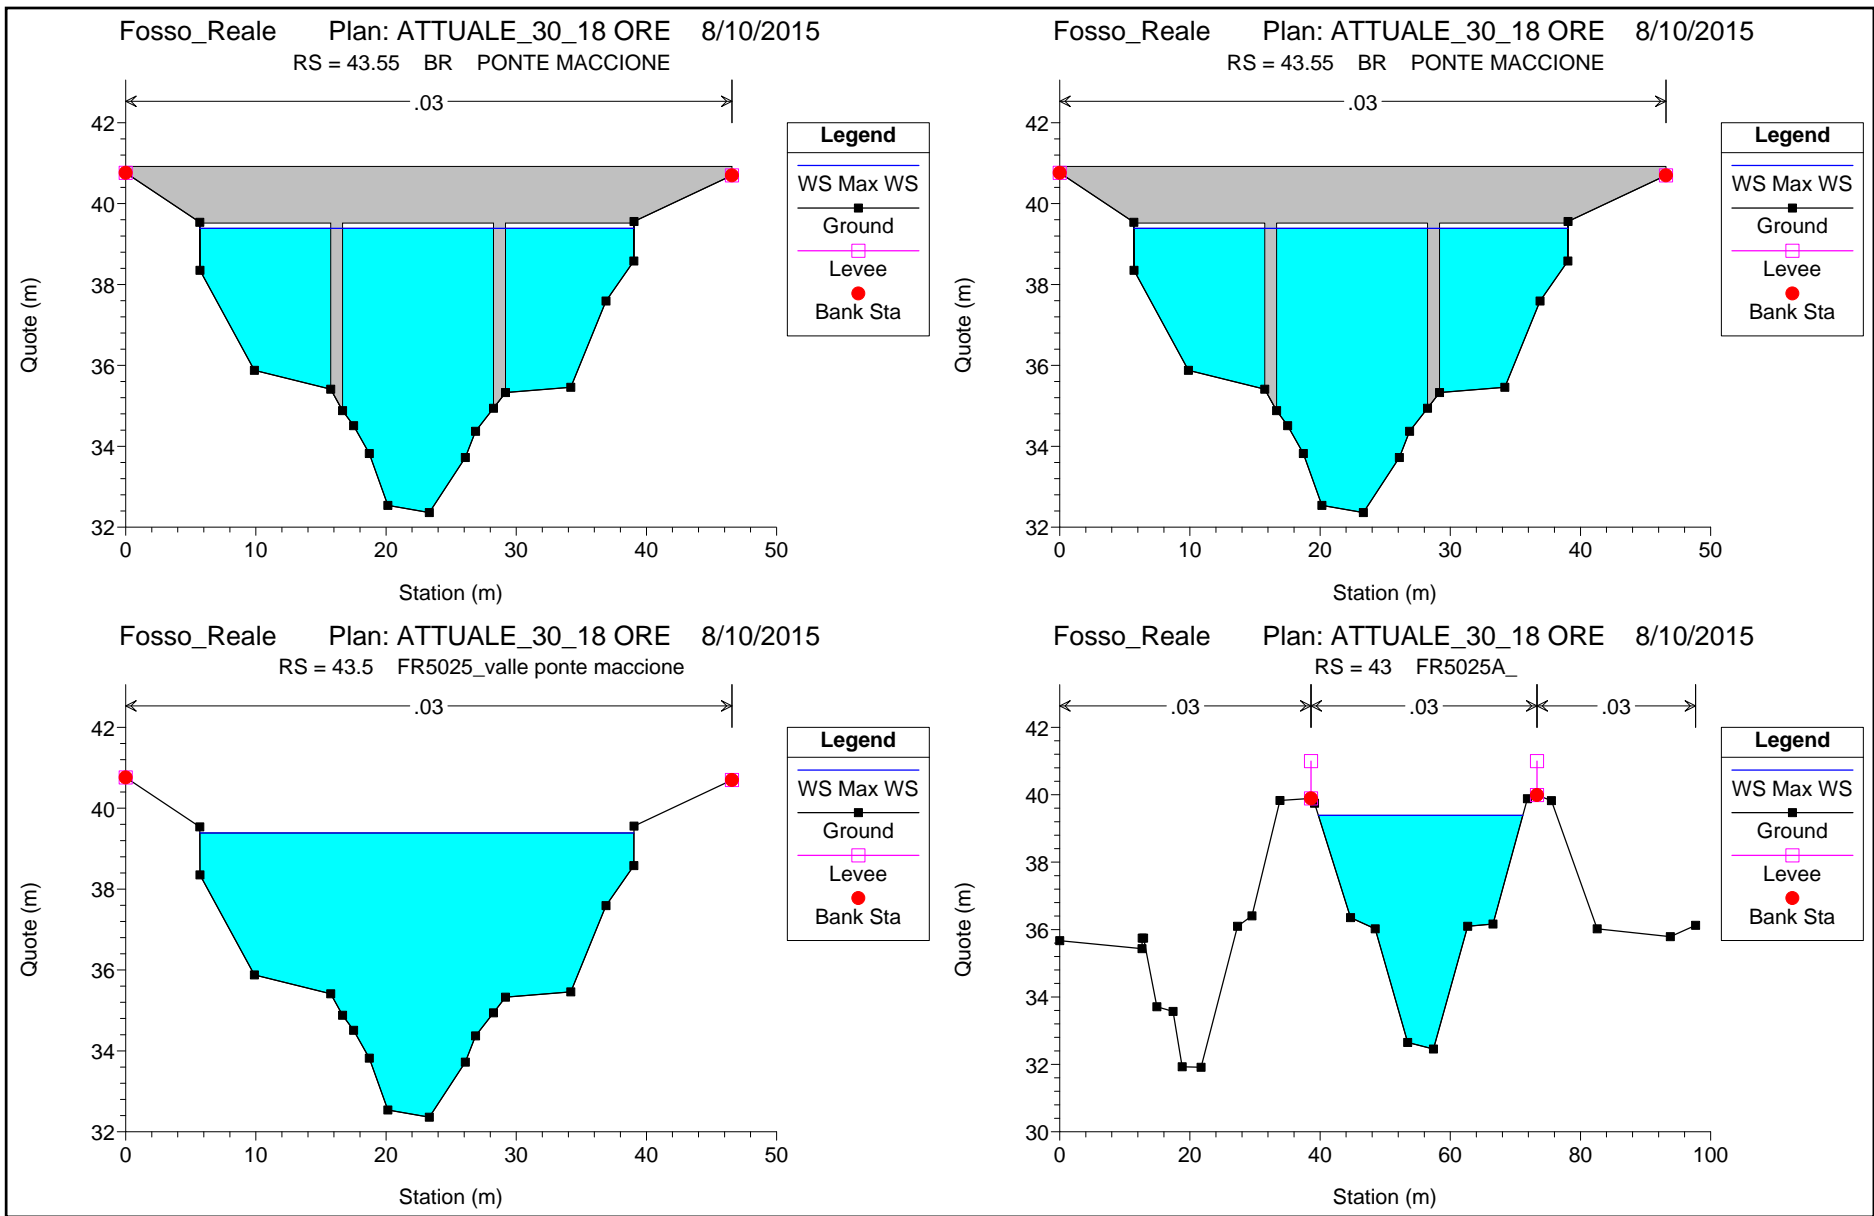 Fosso_Reale Plan: ATTUALE_30_18 ORE 8/10/2015
RS = 43.55 BR PONTE MACCIONE
.03
42
40
38
36
34
32
0 10 20 30 40 50
Quote (m)
Station (m)
Legend
WS Max WS
Ground
Levee
Bank Sta
Fosso_Reale Plan: ATTUALE_30_18 ORE 8/10/2015
RS = 43.55 BR PONTE MACCIONE
.03
42
40
38
36
34
32
0 10 20 30 40 50
Quote (m)
Station (m)
Legend
WS Max WS
Ground
Levee
Bank Sta
Fosso_Reale Plan: ATTUALE_30_18 ORE 8/10/2015
RS = 43.5 FR5025_valle ponte maccione
.03
42
40
38
36
34
32
0 10 20 30 40 50
Quote (m)
Station (m)
Legend
WS Max WS
Ground
Levee
Bank Sta
Fosso_Reale Plan: ATTUALE_30_18 ORE 8/10/2015
RS = 43 FR5025A_
.03 .03 .03
42
40
38
36
34
32
30
0 20 40 60 80 100
Quote (m)
Station (m)
Legend
WS Max WS
Ground
Levee
Bank Sta